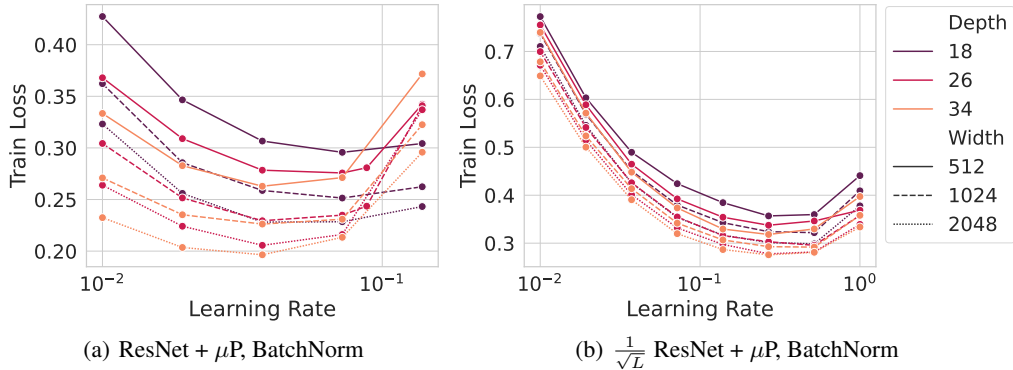 0.40
0.35
0.30
0.25
0.20
Train Loss
10⁻²
10⁻¹
Learning Rate
(a) ResNet + μP, BatchNorm
0.7
0.6
0.5
0.4
0.3
Train Loss
10⁻²
10⁻¹
10⁰
Learning Rate
(b) 1/√L ResNet + μP, BatchNorm
Depth
18
26
34
Width
512
1024
2048